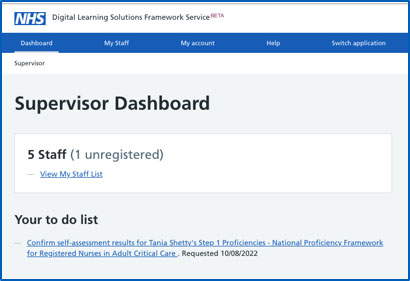 NHS Digital Learning Solutions Framework Service BETA
Dashboard My Staff My account Help Switch application
Supervisor
Supervisor Dashboard
5 Staff (1 unregistered)
— View My Staff List
Your to do list
— Confirm self-assessment results for Tania Shetty's Step 1 Proficiencies - National Proficiency Framework
for Registered Nurses in Adult Critical Care . Requested 10/08/2022